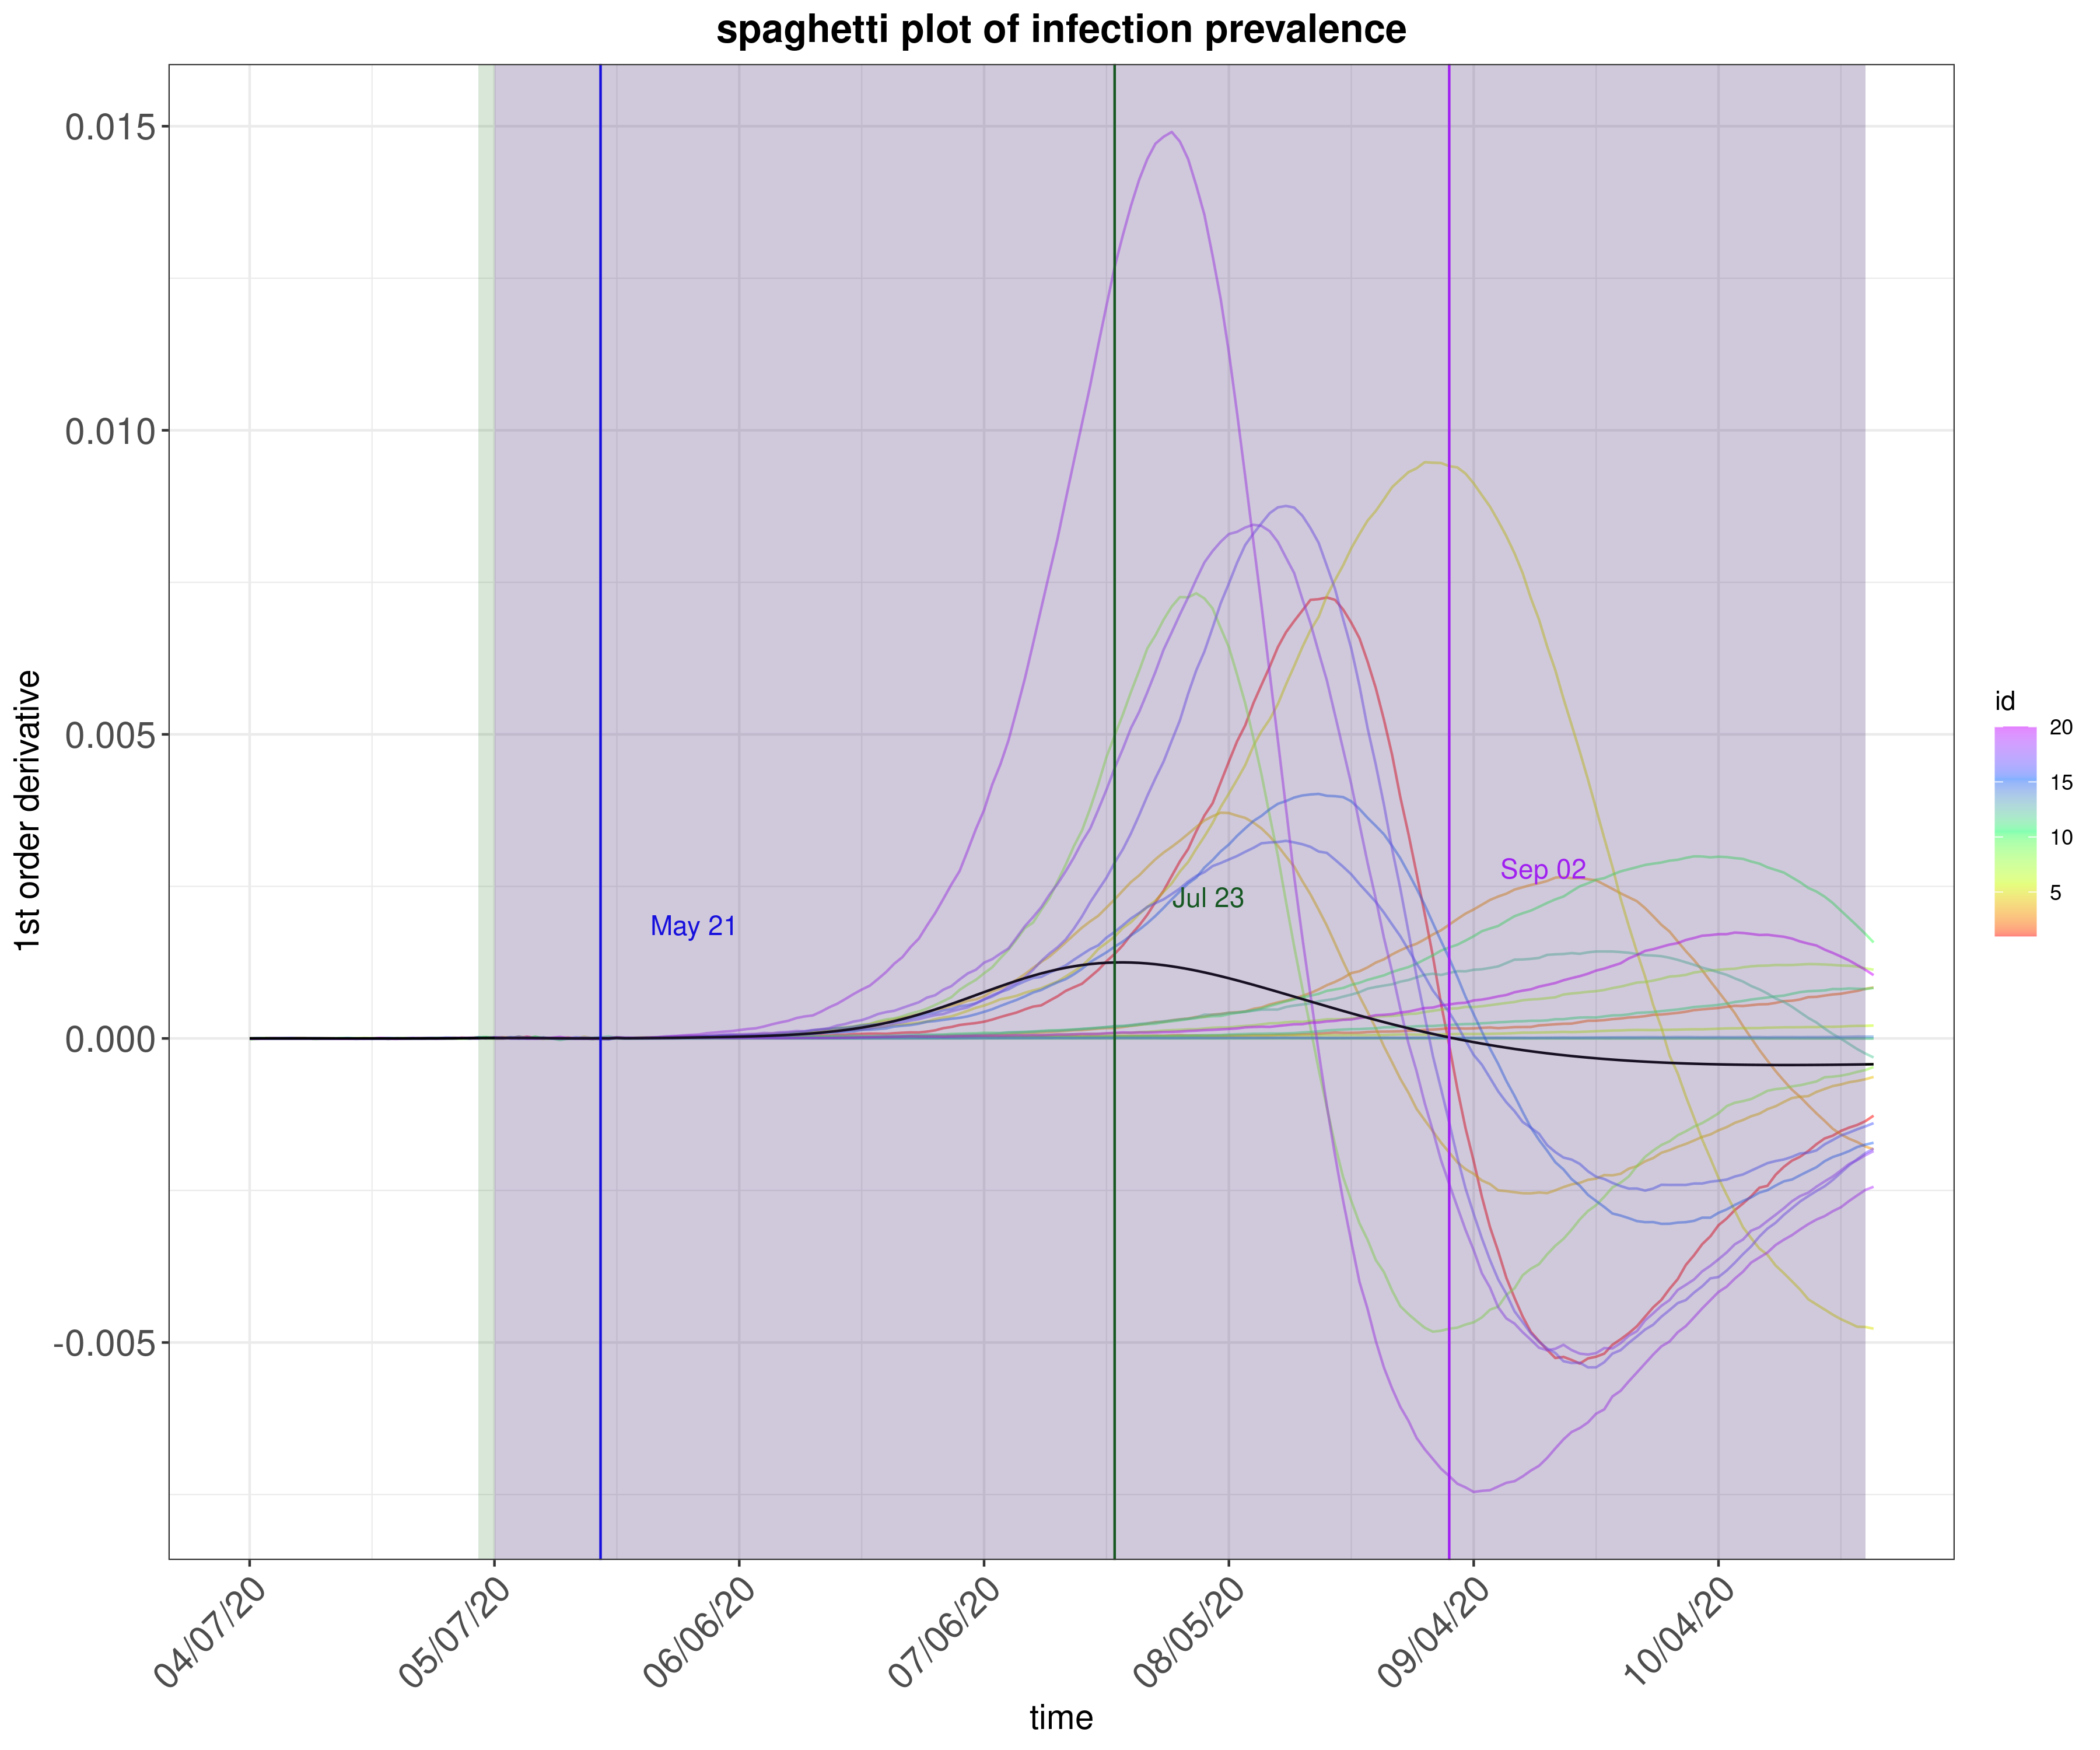 spaghetti plot of infection prevalence
0.015
0.010
0.005
0.000
-0.005
1st order derivative
May 21
Jul 23
Sep 02
04/07/20
05/07/20
06/06/20
07/06/20
08/05/20
09/04/20
10/04/20
time
id
20
15
10
5